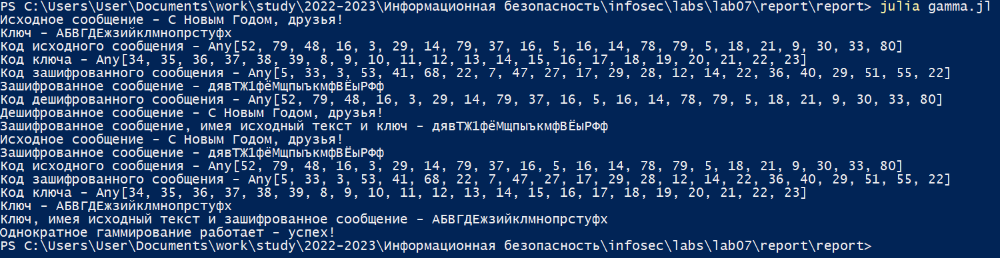 PS C:\Users\User\Documents\work\study\2022-2023\Информационная безопасность\infosec\labs\lab07\report\report> julia gamma.jl
Исходное сообщение - С Новым Годом, друзья!
Ключ - АБВГДЕжзийклмнопрстуфх
Код исходного сообщения - Any[52, 79, 48, 16, 3, 29, 14, 79, 37, 16, 5, 16, 14, 78, 79, 5, 18, 21, 9, 30, 33, 80]
Код ключа - Any[34, 35, 36, 37, 38, 39, 8, 9, 10, 11, 12, 13, 14, 15, 16, 17, 18, 19, 20, 21, 22, 23]
Код зашифрованного сообщения - Any[5, 33, 3, 53, 41, 68, 22, 7, 47, 27, 17, 29, 28, 12, 14, 22, 36, 40, 29, 51, 55, 22]
Зашифрованное сообщение - дявТЖ1фёМщпыъкмфВЁыРФф
Код дешифрованного сообщения - Any[52, 79, 48, 16, 3, 29, 14, 79, 37, 16, 5, 16, 14, 78, 79, 5, 18, 21, 9, 30, 33, 80]
Дешифрованное сообщение - С Новым Годом, друзья!
Зашифрованное сообщение, имея исходный текст и ключ - дявТЖ1фёМщпыъкмфВЁыРФф
Исходное сообщение - С Новым Годом, друзья!
Зашифрованное сообщение - дявТЖ1фёМщпыъкмфВЁыРФф
Код исходного сообщения - Any[52, 79, 48, 16, 3, 29, 14, 79, 37, 16, 5, 16, 14, 78, 79, 5, 18, 21, 9, 30, 33, 80]
Код зашифрованного сообщения - Any[5, 33, 3, 53, 41, 68, 22, 7, 47, 27, 17, 29, 28, 12, 14, 22, 36, 40, 29, 51, 55, 22]
Код ключа - Any[34, 35, 36, 37, 38, 39, 8, 9, 10, 11, 12, 13, 14, 15, 16, 17, 18, 19, 20, 21, 22, 23]
Ключ - АБВГДЕжзийклмнопрстуфх
Ключ, имея исходный текст и зашифрованное сообщение - АБВГДЕжзийклмнопрстуфх
Однократное гаммирование работает - успех!
PS C:\Users\User\Documents\work\study\2022-2023\Информационная безопасность\infosec\labs\lab07\report\report>